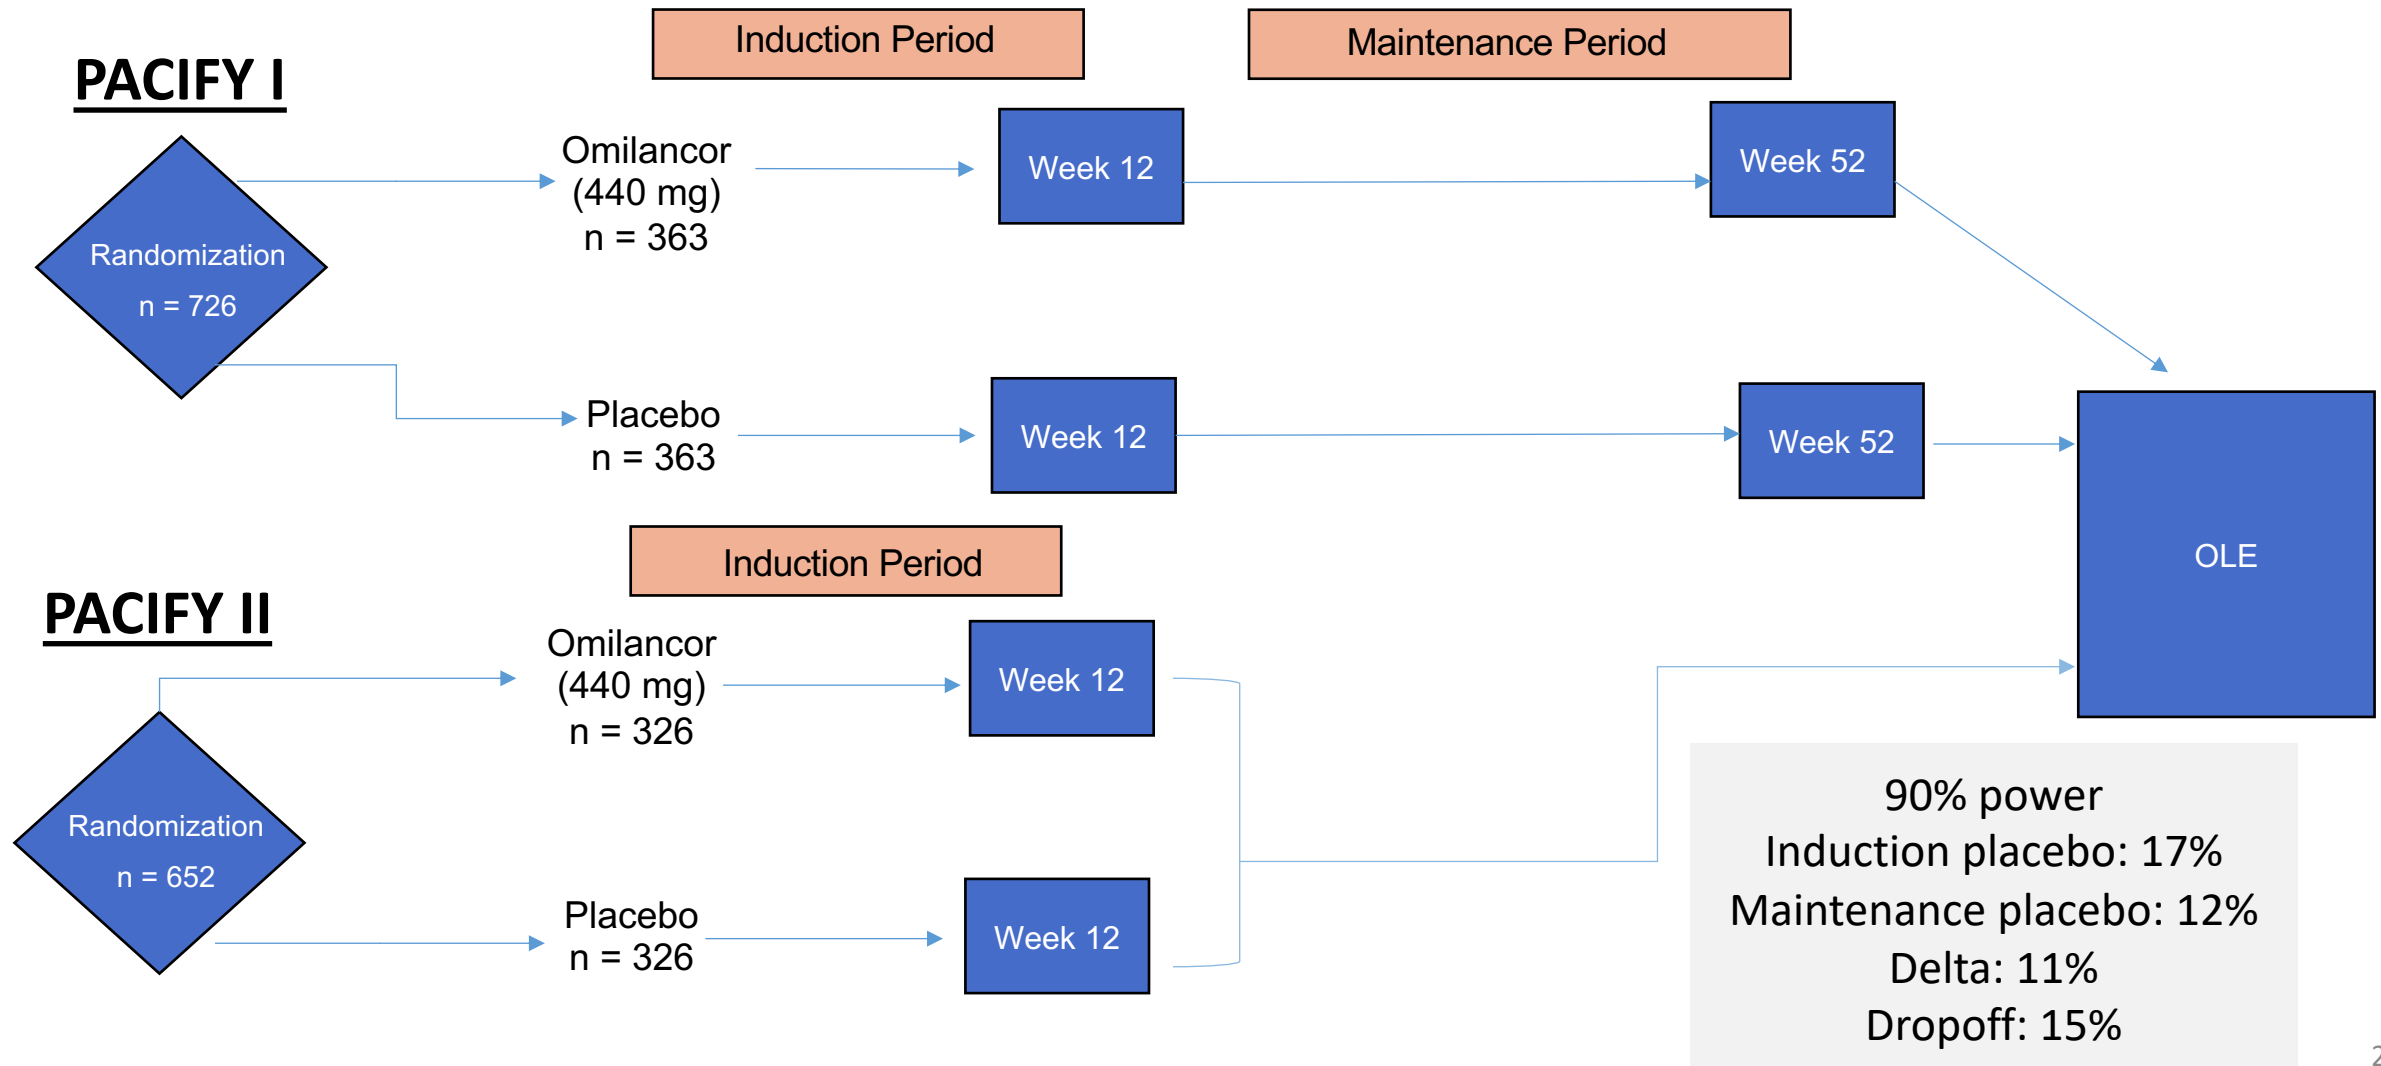 Induction Period
Maintenance Period
PACIFY I
Omilancor
(440 mg)
n = 363
Week 12
Week 52
Randomization
n = 726
Placebo
n = 363
Week 12
Week 52
OLE
Induction Period
PACIFY II
Omilancor
(440 mg)
n = 326
Week 12
Randomization
n = 652
Placebo
n = 326
Week 12
90% power
Induction placebo: 17%
Maintenance placebo: 12%
Delta: 11%
Dropoff: 15%
2